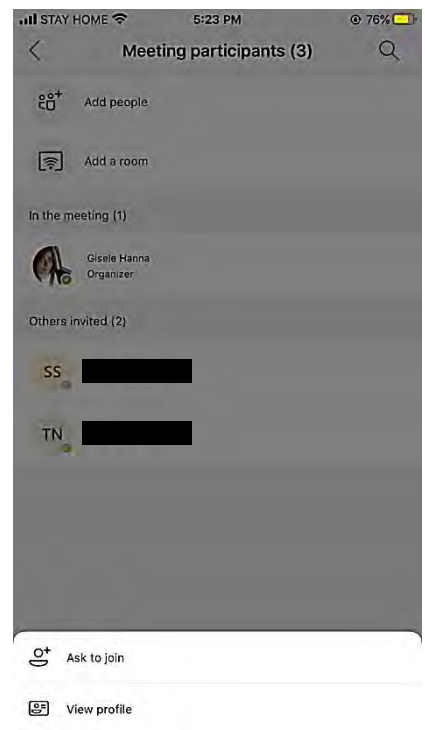 STAY HOME 5:23 PM 76%
Meeting participants (3)
Add people
Add a room
In the meeting (1)
Gisele Hanna
Organizer
Others invited (2)
SS
TN
Ask to join
View profile